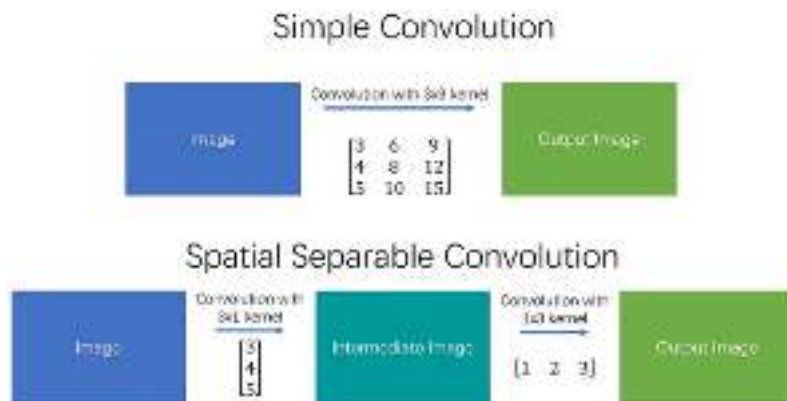 Simple Convolution
Convolution with 3x3 kernel
Image
3 6 9
4 8 12
5 10 15
Output Image
Spatial Separable Convolution
Convolution with
3x1 kernel
Convolution with
1x3 kernel
Image
3
4
5
Intermediate Image
[1 2 3]
Output Image